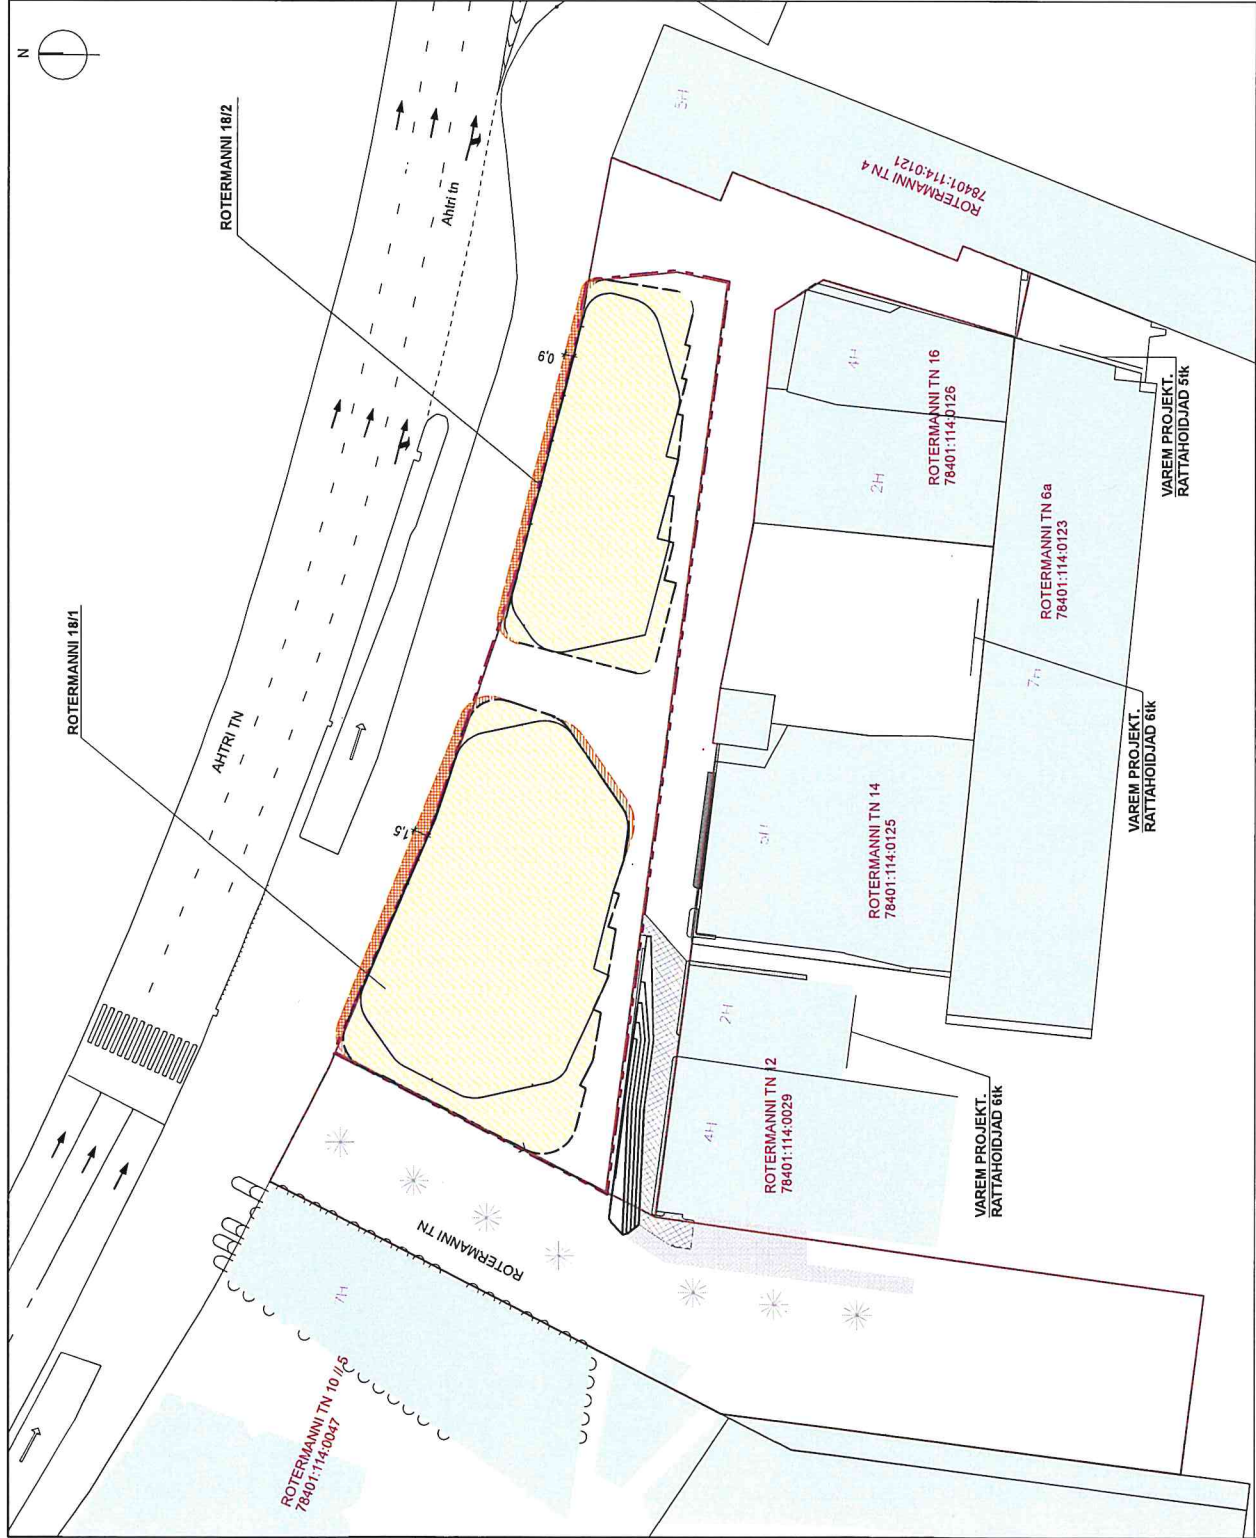 N
ROTERMANNI 18/2
ROTERMANNI 18/1
AHTRI TN
Ahtri tn
0,9
1,5
5H
ROTERMANNI TN 4
78401:114:0121
4H
2H
ROTERMANNI TN 16
78401:114:0126
ROTERMANNI TN 6a
78401:114:0123
VAREM PROJEKT.
RATTAHOIDJAD 5tk
VAREM PROJEKT.
RATTAHOIDJAD 6tk
ROTERMANNI TN 14
78401:114:0125
2H
4H
ROTERMANNI TN 12
78401:114:0029
VAREM PROJEKT.
RATTAHOIDJAD 6tk
ROTERMANNI TN
7H
ROTERMANNI TN 10 // 5
78401:114:0047